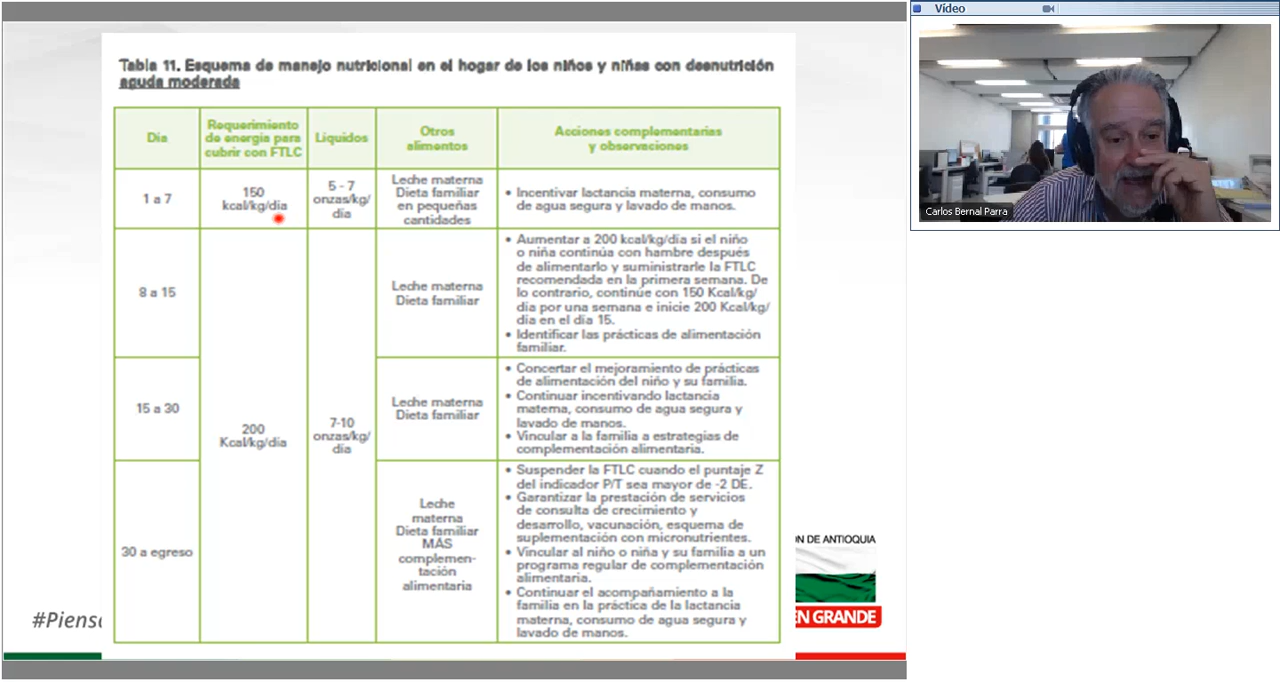 Tabla 11. Esquema de manejo nutricional en el hogar de los niños y niñas con desnutrición
aguda moderada
Día
Requerimiento
de energía para
cubrir con FTLC
Líquidos
Otros
alimentos
Acciones complementarias
y observaciones
1 a 7
150
kcal/kg/día
5 - 7
onzas/kg/
día
Leche materna
Dieta familiar
en pequeñas
cantidades
• Incentivar lactancia materna, consumo
de agua segura y lavado de manos.
8 a 15
Leche materna
Dieta familiar
• Aumentar a 200 kcal/kg/día si el niño
o niña continúa con hambre después
de alimentarlo y suministrarle la FTLC
recomendada en la primera semana. De
lo contrario, continúe con 150 Kcal/kg/
día por una semana e inicie 200 Kcal/kg/
día en el día 15.
• Identificar las prácticas de alimentación
familiar.
15 a 30
200
Kcal/kg/día
7-10
onzas/kg/
día
Leche materna
Dieta familiar
• Concertar el mejoramiento de prácticas
de alimentación del niño y su familia.
• Continuar incentivando lactancia
materna, consumo de agua segura y
lavado de manos.
• Vincular a la familia a estrategias de
complementación alimentaria.
30 a egreso
Leche
materna
Dieta familiar
MÁS
complemen-
tación
alimentaria
• Suspender la FTLC cuando el puntaje Z
del indicador P/T sea mayor de -2 DE.
• Garantizar la prestación de servicios
de consulta de crecimiento y
desarrollo, vacunación, esquema de
suplementación con micronutrientes.
• Vincular al niño o niña y su familia a un
programa regular de complementación
alimentaria.
• Continuar el acompañamiento a la
familia en la práctica de la lactancia
materna, consumo de agua segura y
lavado de manos.
#Piens
ÓN DE ANTIOQUIA
EN GRANDE
Vídeo
Carlos Bernal Parra